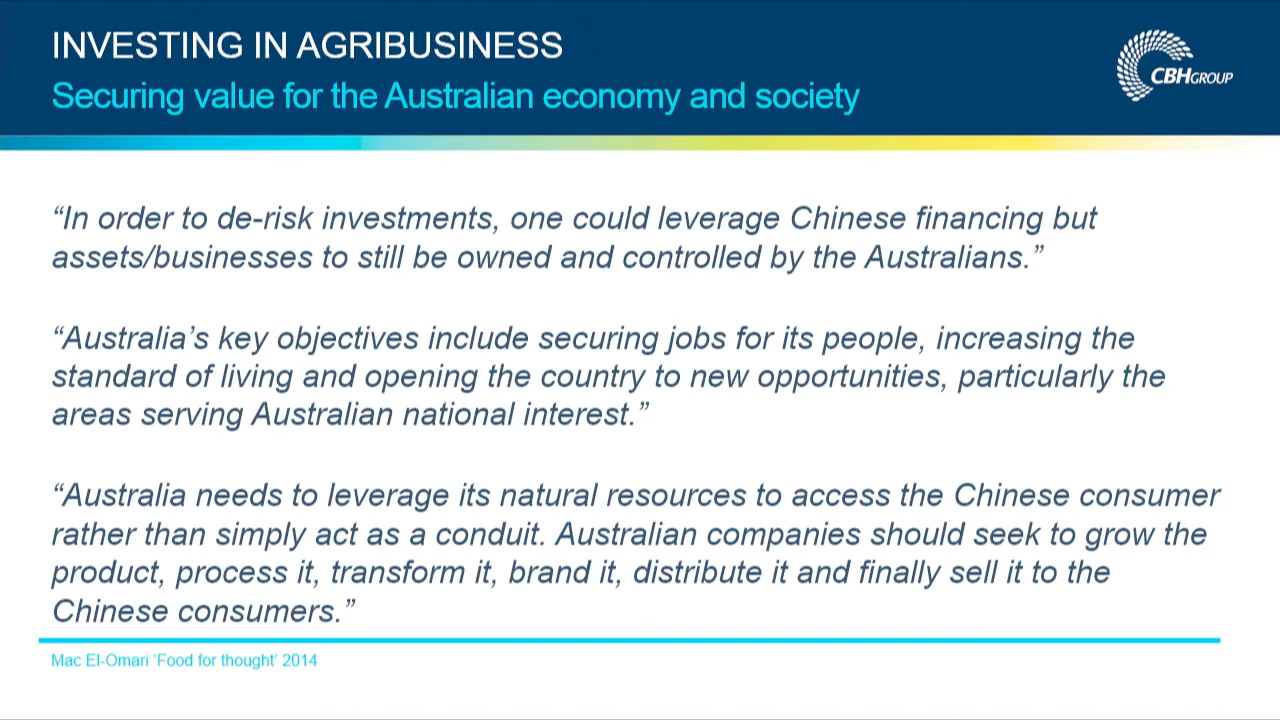 INVESTING IN AGRIBUSINESS
Securing value for the Australian economy and society
CBHGROUP
“In order to de-risk investments, one could leverage Chinese financing but
assets/businesses to still be owned and controlled by the Australians.”
“Australia’s key objectives include securing jobs for its people, increasing the
standard of living and opening the country to new opportunities, particularly the
areas serving Australian national interest.”
“Australia needs to leverage its natural resources to access the Chinese consumer
rather than simply act as a conduit. Australian companies should seek to grow the
product, process it, transform it, brand it, distribute it and finally sell it to the
Chinese consumers.”
Mac El-Omari ‘Food for thought’ 2014